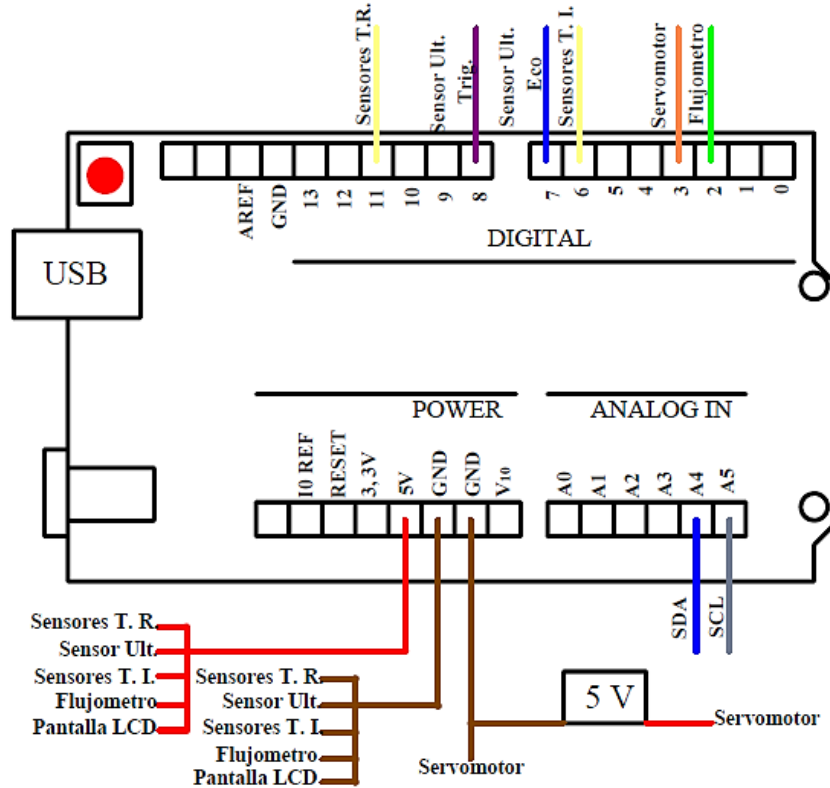 Sensores T.R.
Sensor Ult.
Trig.
Sensor Ult.
Eco
Sensores T. I.
Servomotor
Flujometro
AREF
GND
13
12
11
10
9
8
7
6
5
4
3
2
1
0
DIGITAL
USB
POWER
ANALOG IN
I0 REF
RESET
3,3V
5V
GND
GND
V10
A0
A1
A2
A3
A4
A5
SDA
SCL
Sensores T. R.
Sensor Ult.
Sensores T. I.
Flujometro
Pantalla LCD
Sensores T. R.
Sensor Ult.
Sensores T. I.
Flujometro
Pantalla LCD
Servomotor
5 V
Servomotor